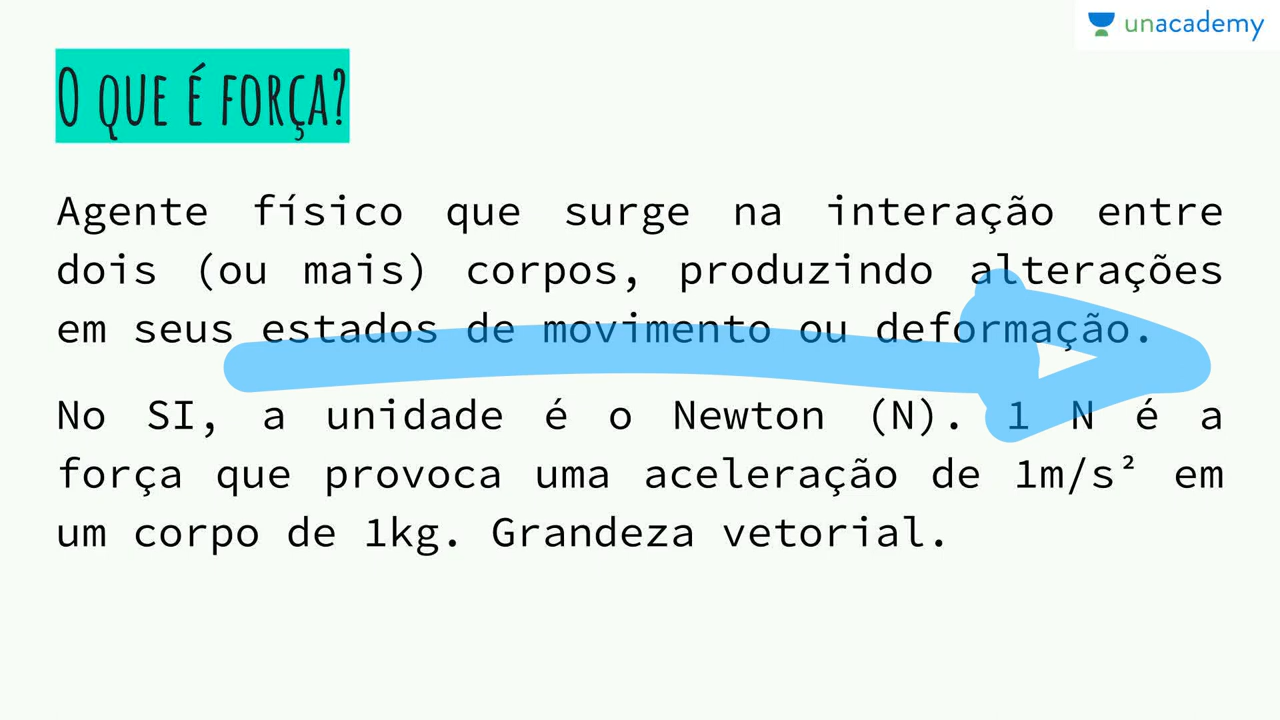 unacademy
O QUE É FORÇA?
Agente físico que surge na interação entre
dois (ou mais) corpos, produzindo alterações
em seus estados de movimento ou deformação.
No SI, a unidade é o Newton (N). 1 N é a
força que provoca uma aceleração de 1m/s² em
um corpo de 1kg. Grandeza vetorial.